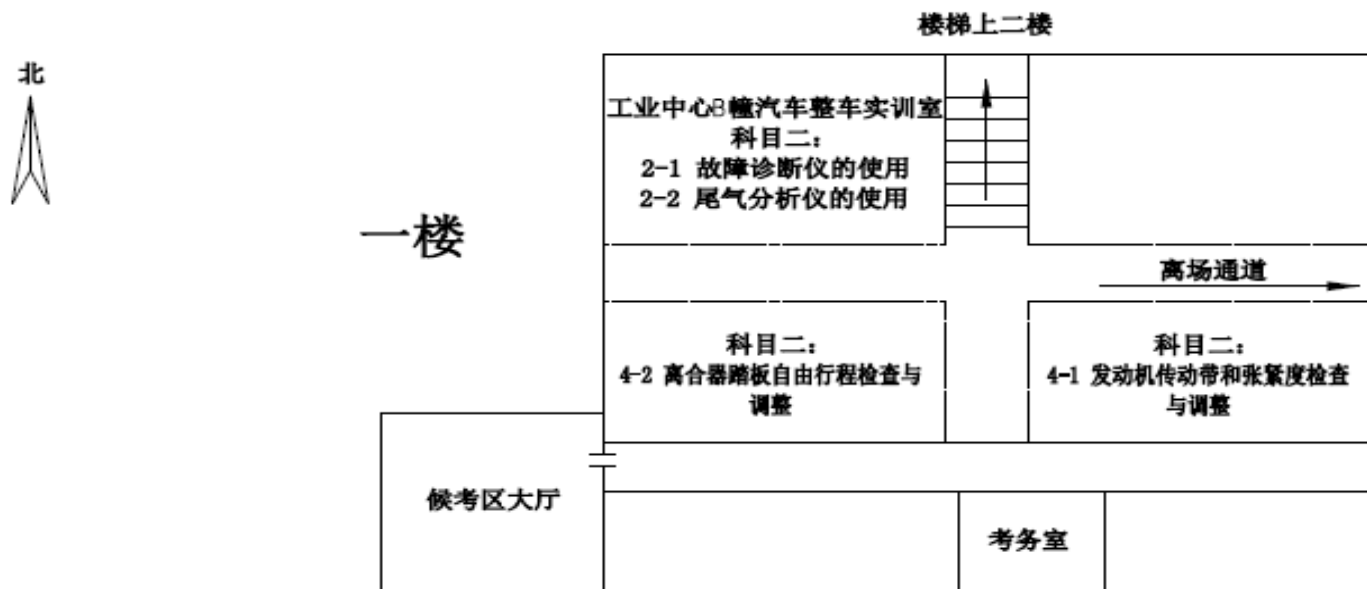 楼梯上二楼
北
工业中心B幢汽车整车实训室
科目二：
2-1 故障诊断仪的使用
2-2 尾气分析仪的使用
一楼
离场通道
科目二：
4-2 离合器踏板自由行程检查与
调整
科目二：
4-1 发动机传动带和张紧度检查
与调整
候考区大厅
考务室